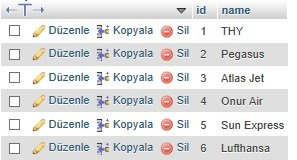 id name
Düzenle Kopyala Sil 1 THY
Düzenle Kopyala Sil 2 Pegasus
Düzenle Kopyala Sil 3 Atlas Jet
Düzenle Kopyala Sil 4 Onur Air
Düzenle Kopyala Sil 5 Sun Express
Düzenle Kopyala Sil 6 Lufthansa